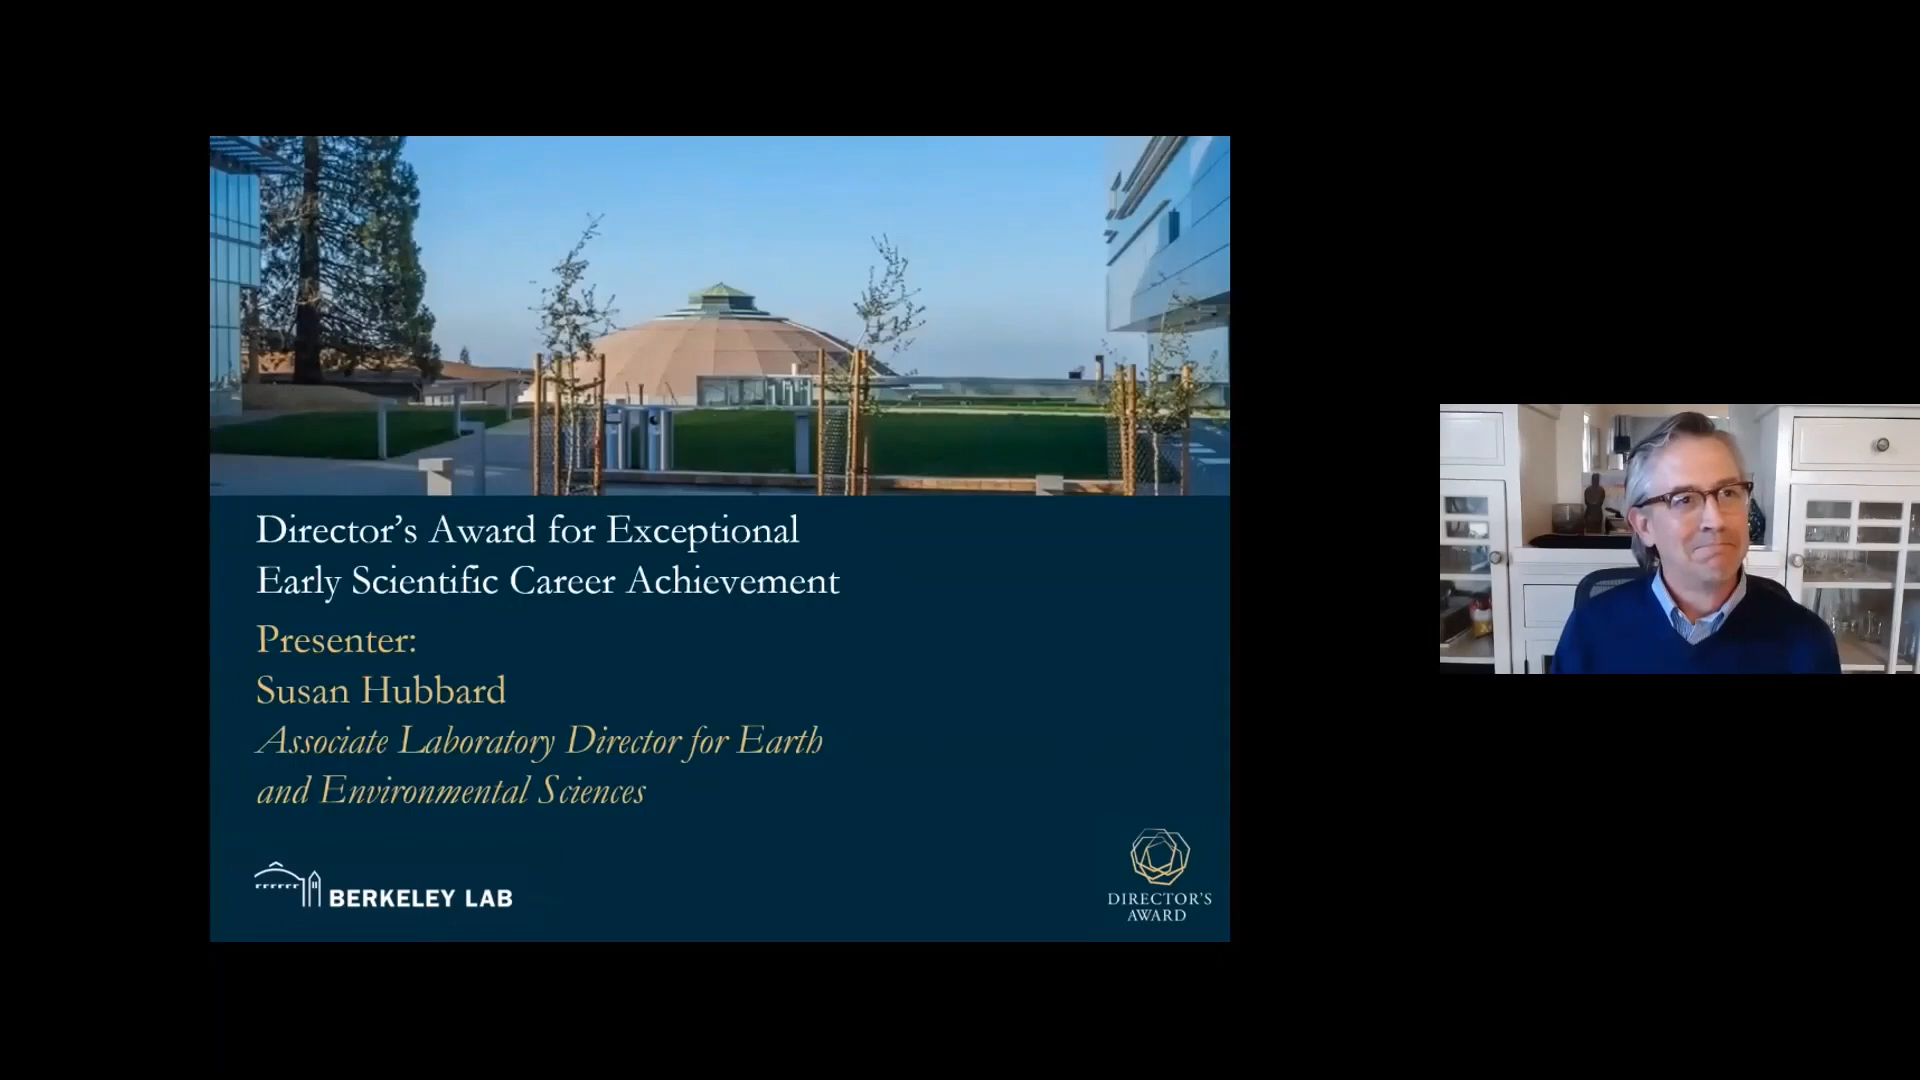 Director’s Award for Exceptional
Early Scientific Career Achievement
Presenter:
Susan Hubbard
Associate Laboratory Director for Earth
and Environmental Sciences
BERKELEY LAB
DIRECTOR’S
AWARD